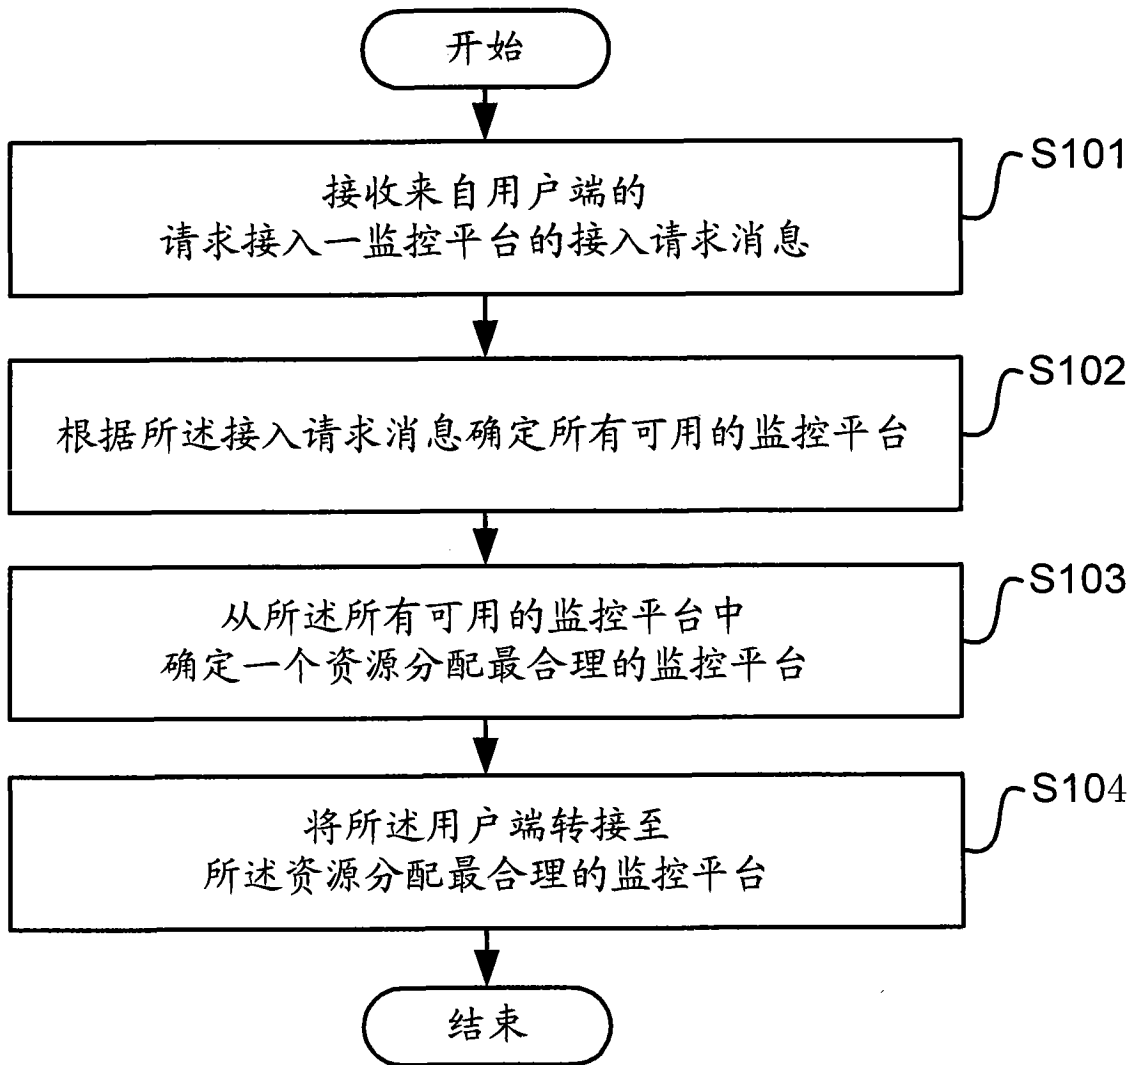 开始
S101
接收来自用户端的
请求接入一监控平台的接入请求消息
S102
根据所述接入请求消息确定所有可用的监控平台
S103
从所述所有可用的监控平台中
确定一个资源分配最合理的监控平台
S104
将所述用户端转接至
所述资源分配最合理的监控平台
结束